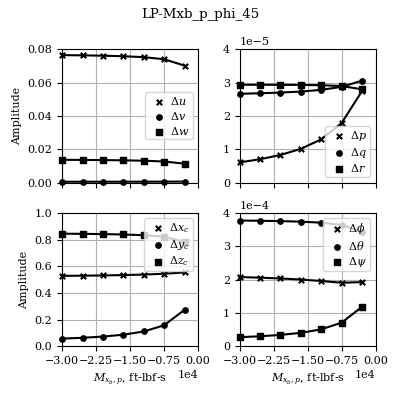 LP-Mxb_p_phi_45
1e−5
0.08
0.06
0.04
0.02
0.00
Amplitude
Δu
Δv
Δw
4
3
2
1
0
Δp
Δq
Δr
1e−4
1.0
0.8
0.6
0.4
0.2
0.0
Amplitude
Δx_c
Δy_c
Δz_c
4
3
2
1
0
Δϕ
Δθ
Δψ
−3.00 −2.25 −1.50 −0.75 0.00
1e4
M_{x_b,p}, ft-lbf-s
−3.00 −2.25 −1.50 −0.75 0.00
1e4
M_{x_b,p}, ft-lbf-s